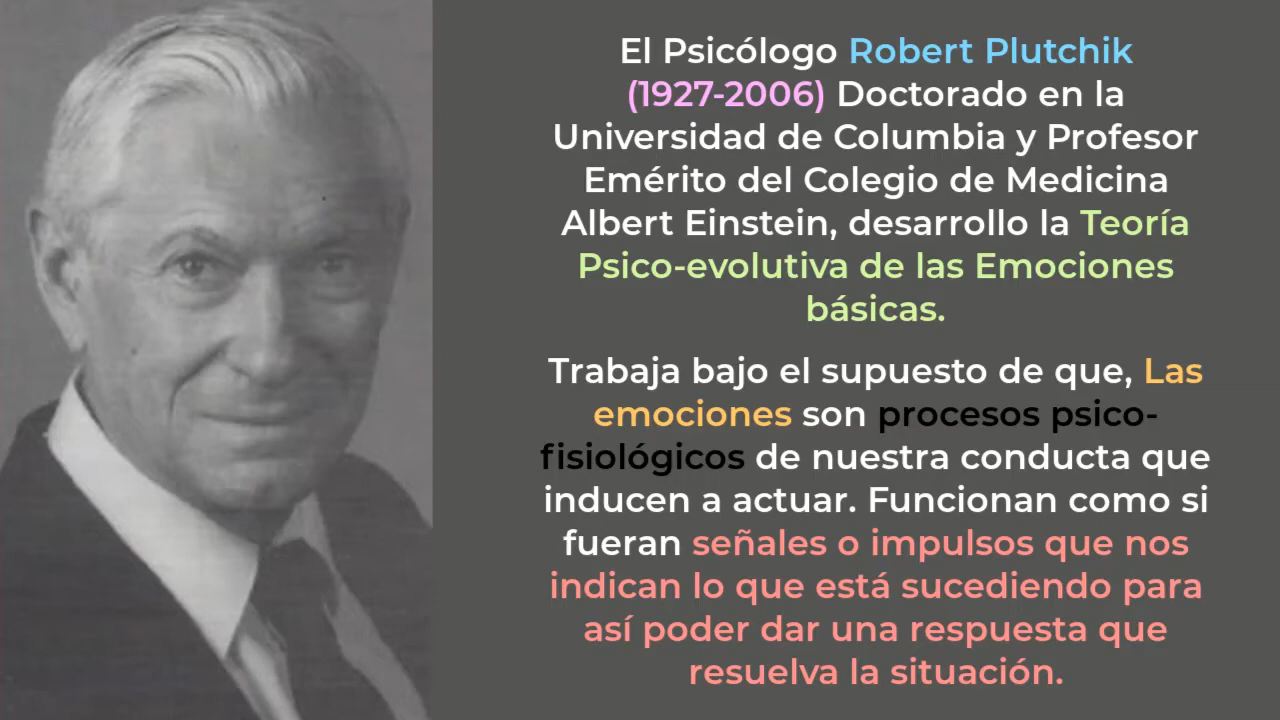 El Psicólogo Robert Plutchik
(1927-2006) Doctorado en la
Universidad de Columbia y Profesor
Emérito del Colegio de Medicina
Albert Einstein, desarrollo la Teoría
Psico-evolutiva de las Emociones
básicas.
Trabaja bajo el supuesto de que, Las
emociones son procesos psico-
fisiológicos de nuestra conducta que
inducen a actuar. Funcionan como si
fueran señales o impulsos que nos
indican lo que está sucediendo para
así poder dar una respuesta que
resuelva la situación.